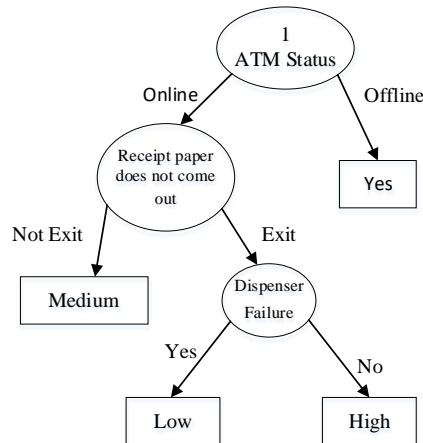 1
ATM Status
Online
Offline
Receipt paper
does not come
out
Yes
Not Exit
Exit
Medium
Dispenser
Failure
Yes
No
Low
High